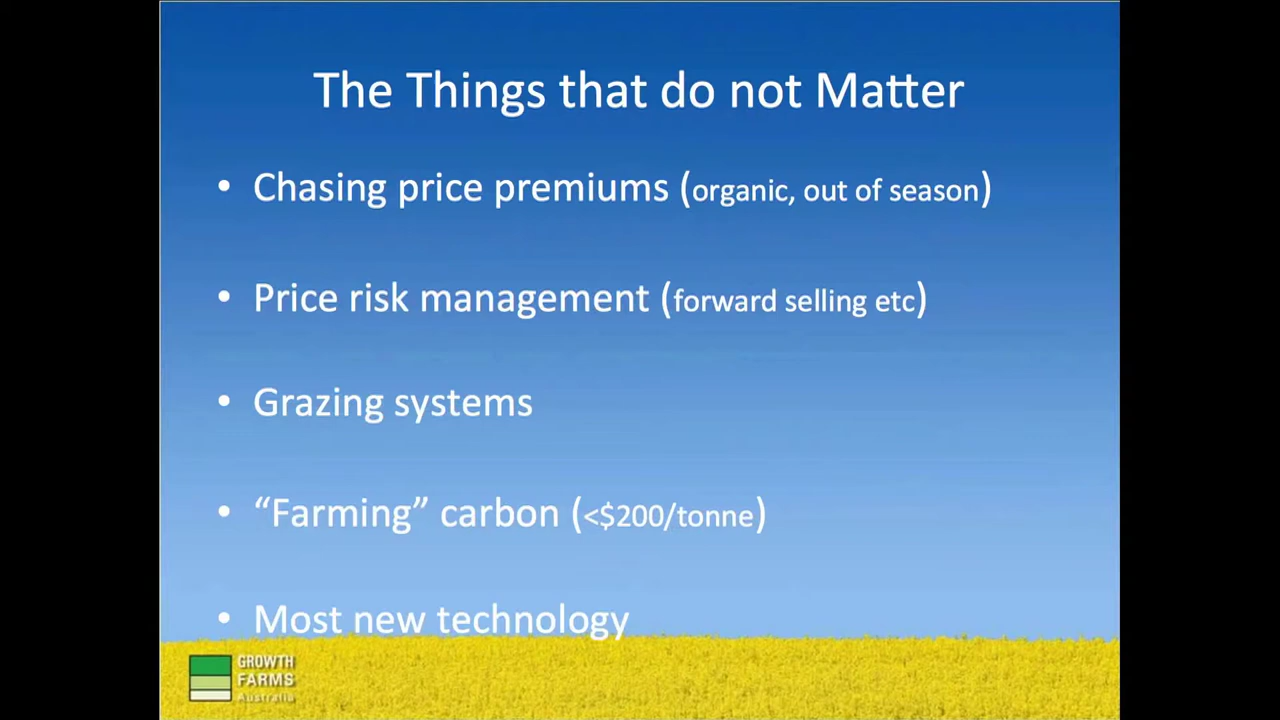 The Things that do not Matter
• Chasing price premiums (organic, out of season)
• Price risk management (forward selling etc)
• Grazing systems
• “Farming” carbon (<$200/tonne)
• Most new technology
GROWTH
FARMS
Australia